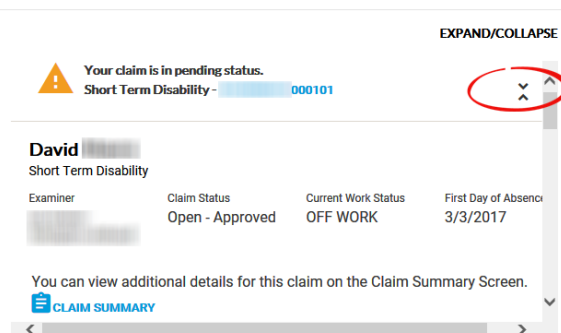 EXPAND/COLLAPSE
Your claim is in pending status.
Short Term Disability - 000101
David
Short Term Disability
Examiner Claim Status Current Work Status First Day of Absence
Open - Approved OFF WORK 3/3/2017
You can view additional details for this claim on the Claim Summary Screen.
CLAIM SUMMARY